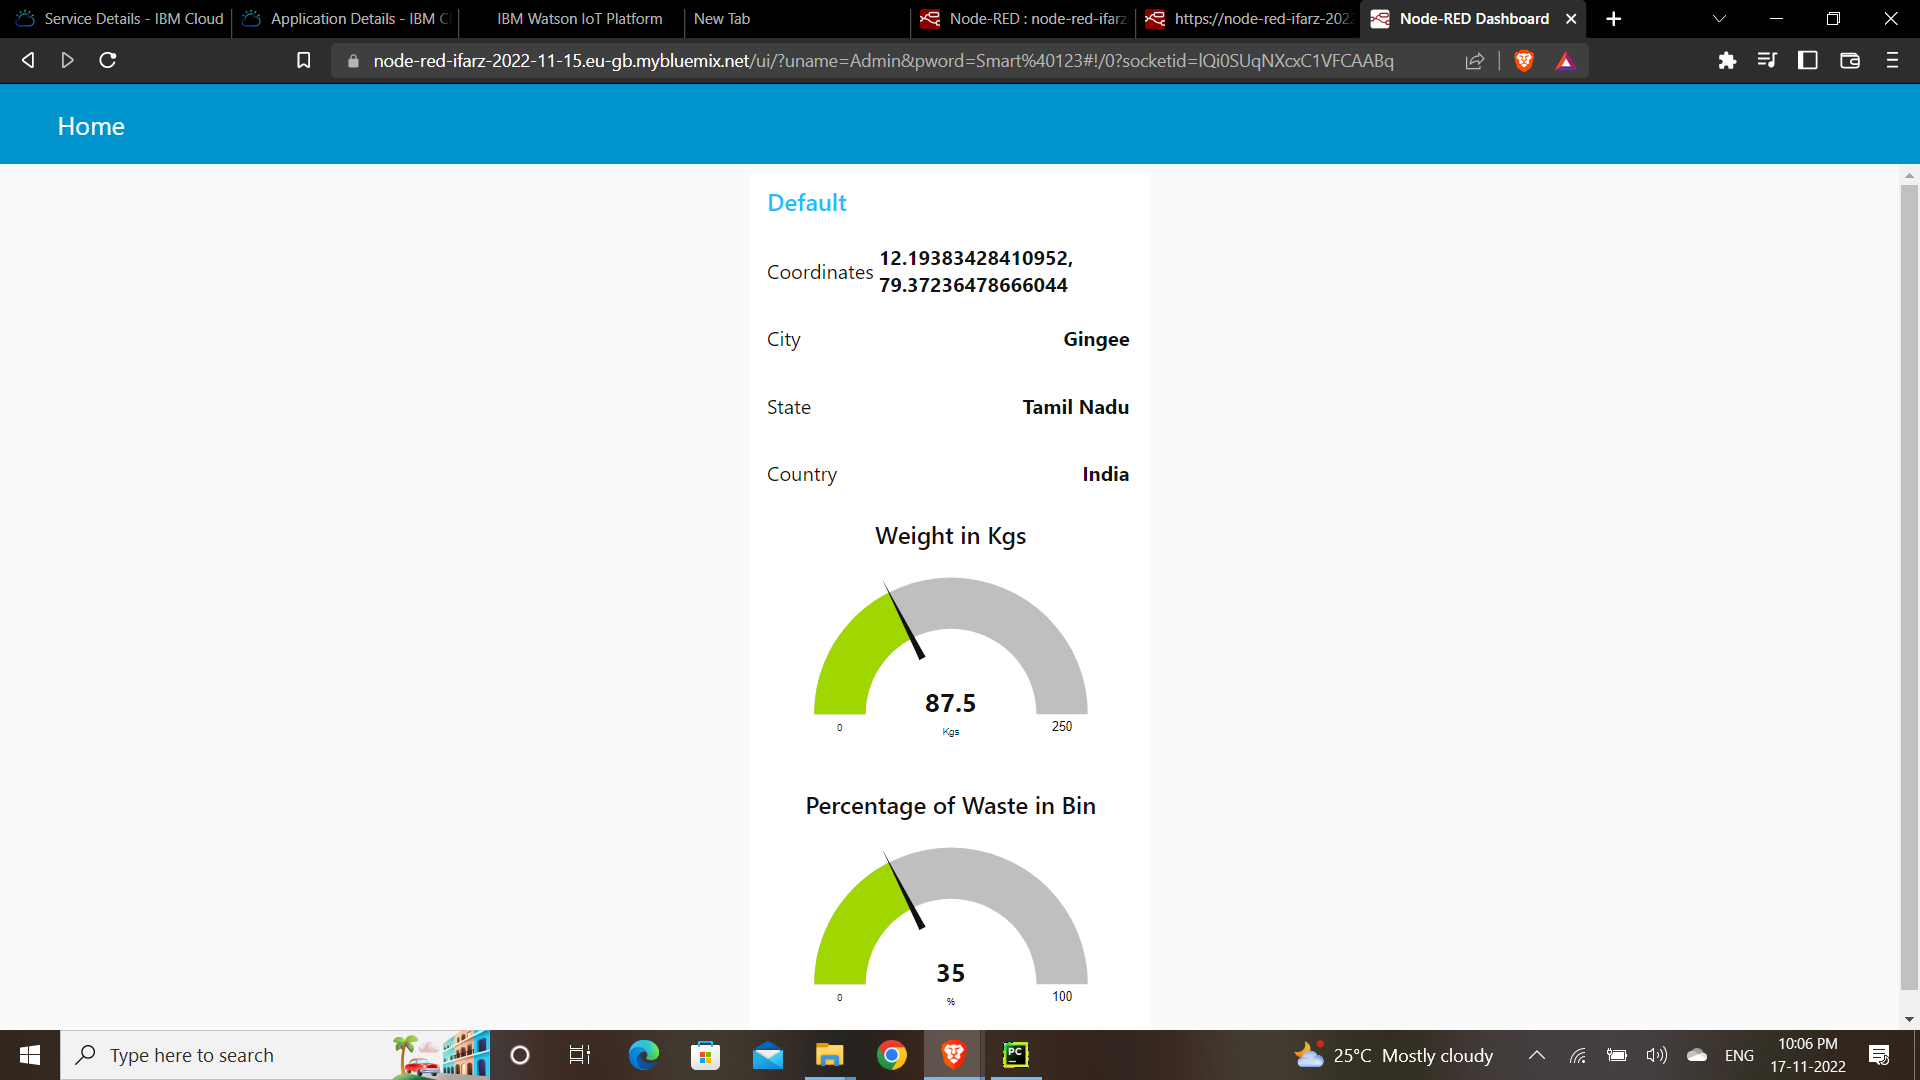 Service Details - IBM Cloud
Application Details - IBM Cl
IBM Watson IoT Platform
New Tab
Node-RED : node-red-ifarz
https://node-red-ifarz-2022
Node-RED Dashboard
node-red-ifarz-2022-11-15.eu-gb.mybluemix.net/ui/?uname=Admin&pword=Smart%40123#!/0?socketid=lQi0SUqNXcxC1VFCAABq
Home
Default
Coordinates 12.19383428410952,
79.37236478666044
City Gingee
State Tamil Nadu
Country India
Weight in Kgs
87.5
Kgs
0 250
Percentage of Waste in Bin
35
%
0 100
Type here to search
PC
25°C Mostly cloudy
ENG
10:06 PM
17-11-2022